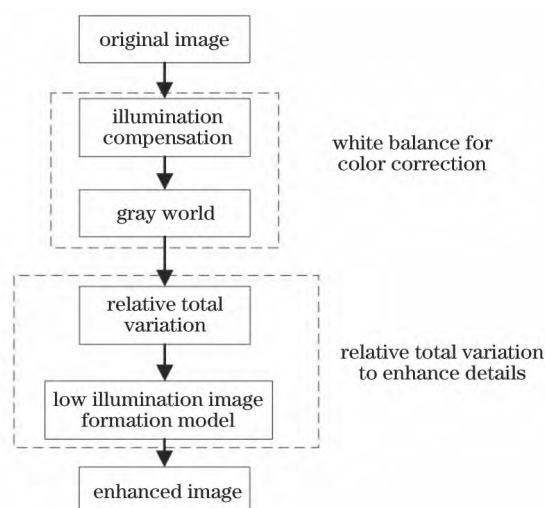 original image
illumination
compensation
white balance for
color correction
gray world
relative total
variation
relative total variation
to enhance details
low illumination image
formation model
enhanced image